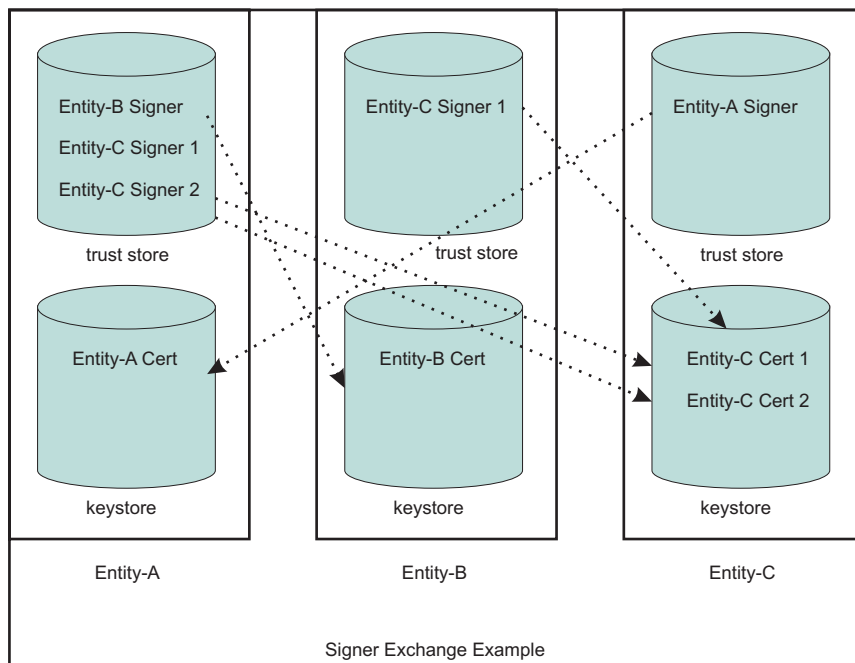 Entity-B Signer
Entity-C Signer 1
Entity-C Signer 2
trust store
Entity-A Cert
keystore
Entity-A
Entity-C Signer 1
trust store
Entity-B Cert
keystore
Entity-B
Entity-A Signer
trust store
Entity-C Cert 1
Entity-C Cert 2
keystore
Entity-C
Signer Exchange Example